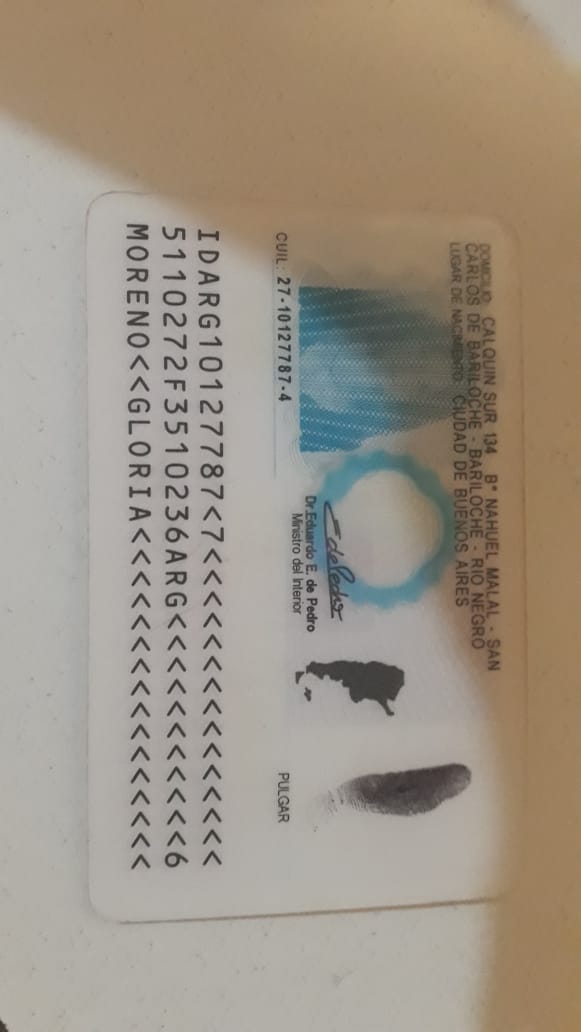 DOMICILIO: CALQUIN SUR 134 Bº NAHUEL MALAL - SAN
CARLOS DE BARILOCHE - BARILOCHE - RIO NEGRO
LUGAR DE NACIMIENTO: CIUDAD DE BUENOS AIRES
Dr. Eduardo E. de Pedro
Ministro del Interior
CUIL: 27-10127787-4
PULGAR
IDARG10127787<7<<<<<<<<<<<<<<<
5110272F3510236ARG<<<<<<<<<<<6
MORENO<<GLORIA<<<<<<<<<<<<<<<<